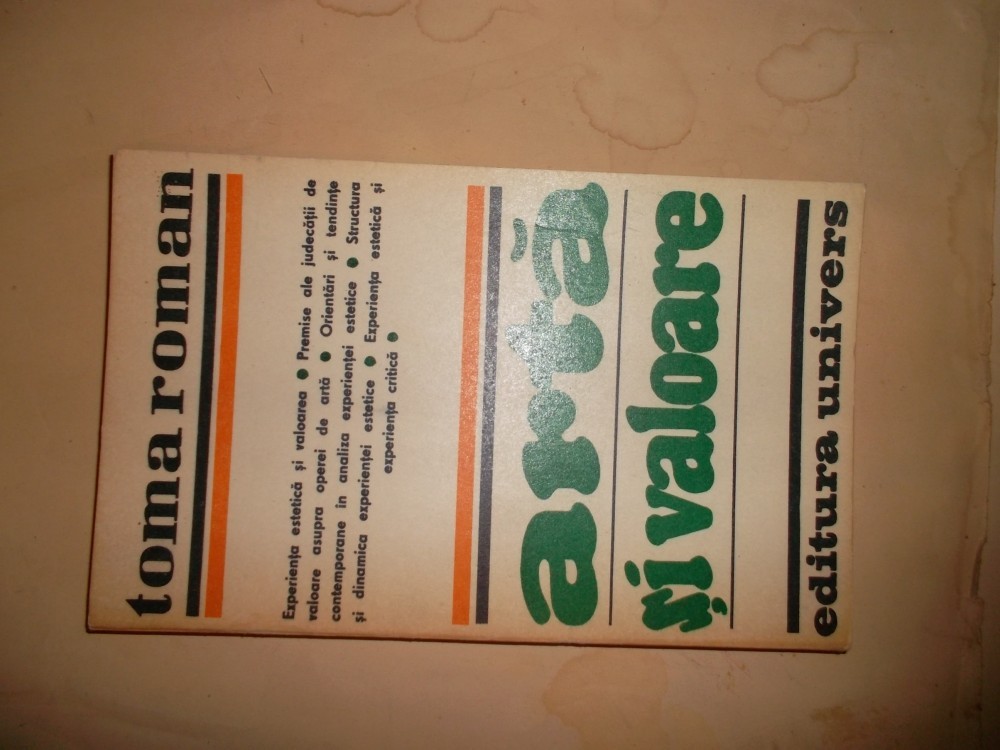 toma roman
Experiența estetică și valoarea ● Premise ale judecății de
valoare asupra operei de artă ● Orientări și tendințe
contemporane în analiza experienței estetice ● Structura
și dinamica experienței estetice ● Experiența estetică și
experiența critică ●
artă
și valoare
editura univers